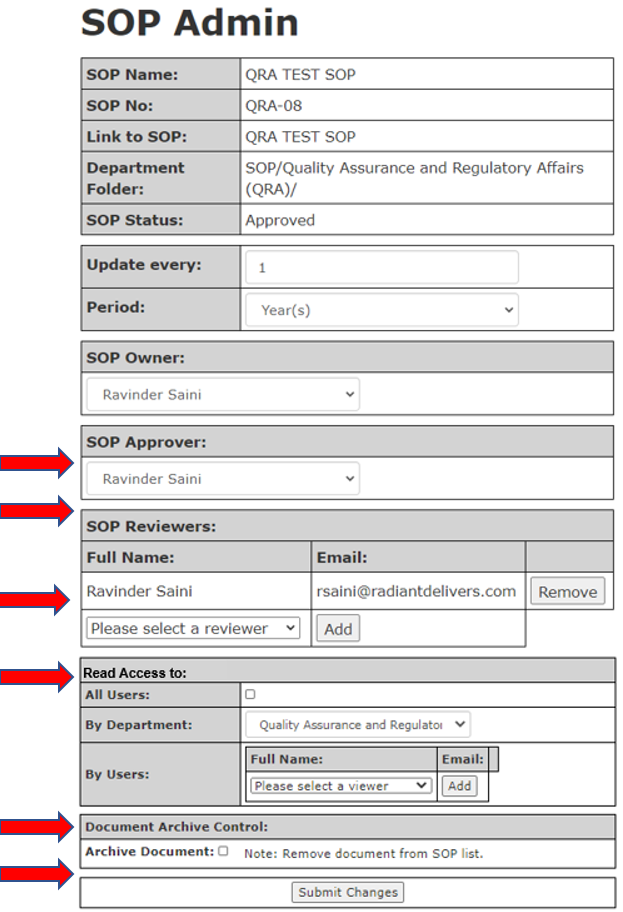 SOP Admin
SOP Name: QRA TEST SOP
SOP No: QRA-08
Link to SOP: QRA TEST SOP
Department Folder: SOP/Quality Assurance and Regulatory Affairs (QRA)/
SOP Status: Approved
Update every: 1
Period: Year(s)
SOP Owner:
Ravinder Saini
SOP Approver:
Ravinder Saini
SOP Reviewers:
Full Name: Email:
Ravinder Saini rsaini@radiantdelivers.com Remove
Please select a reviewer Add
Read Access to:
All Users:
By Department: Quality Assurance and Regulator
By Users:
Full Name: Email:
Please select a viewer Add
Document Archive Control:
Archive Document: Note: Remove document from SOP list.
Submit Changes